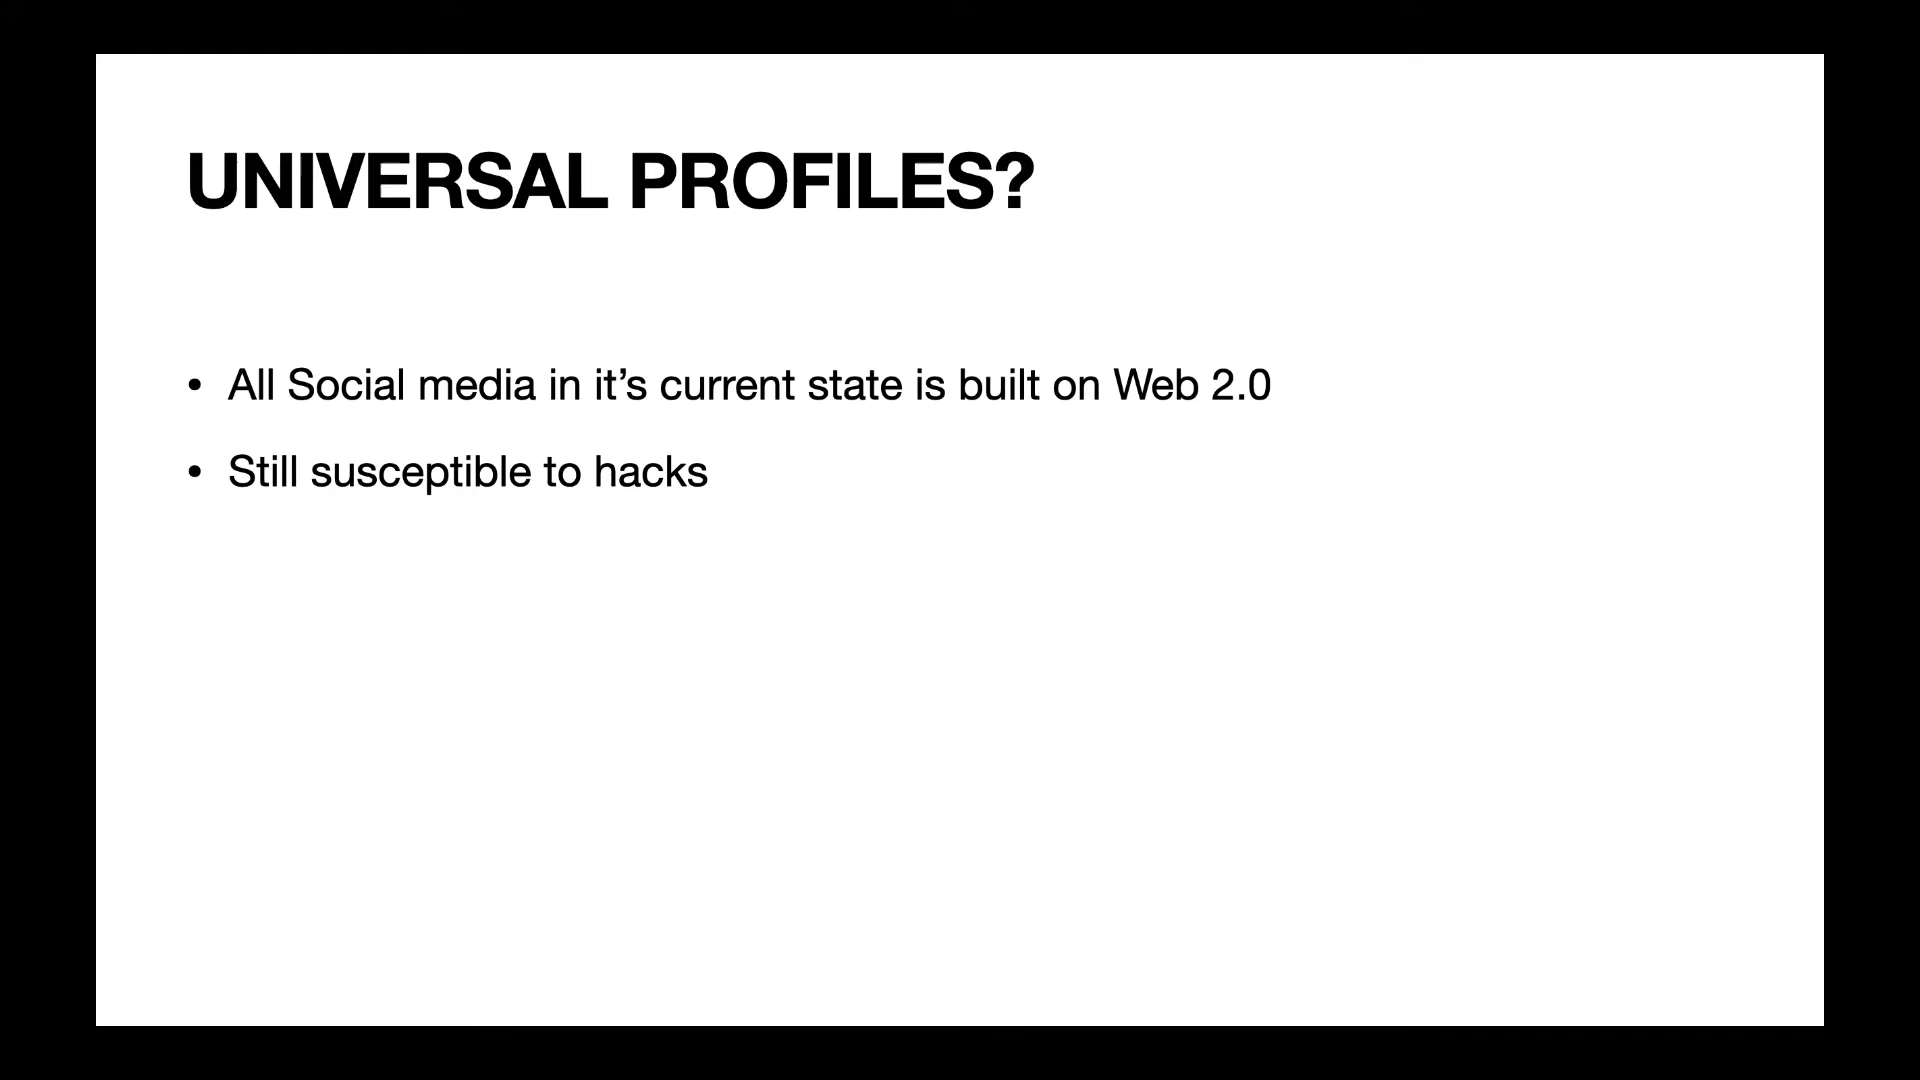 UNIVERSAL PROFILES?
• All Social media in it’s current state is built on Web 2.0
• Still susceptible to hacks